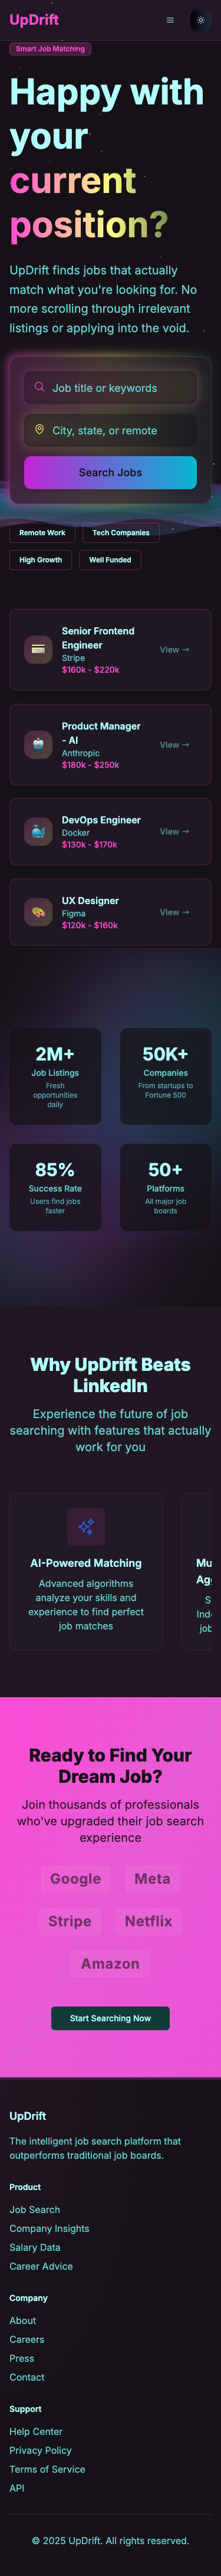 UpDrift
Smart Job Matching
Happy with
your
current
position?
UpDrift finds jobs that actually
match what you're looking for. No
more scrolling through irrelevant
listings or applying into the void.
Job title or keywords
City, state, or remote
Search Jobs
Remote Work
Tech Companies
High Growth
Well Funded
Senior Frontend
Engineer
Stripe
$160k - $220k
View →
Product Manager
- AI
Anthropic
$180k - $250k
View →
DevOps Engineer
Docker
$130k - $170k
View →
UX Designer
Figma
$120k - $160k
View →
2M+
Job Listings
Fresh
opportunities
daily
50K+
Companies
From startups to
Fortune 500
85%
Success Rate
Users find jobs
faster
50+
Platforms
All major job
boards
Why UpDrift Beats
LinkedIn
Experience the future of job
searching with features that actually
work for you
AI-Powered Matching
Advanced algorithms
analyze your skills and
experience to find perfect
job matches
Mu
Agg
S
Inde
job
Ready to Find Your
Dream Job?
Join thousands of professionals
who've upgraded their job search
experience
Google
Meta
Stripe
Netflix
Amazon
Start Searching Now
UpDrift
The intelligent job search platform that
outperforms traditional job boards.
Product
Job Search
Company Insights
Salary Data
Career Advice
Company
About
Careers
Press
Contact
Support
Help Center
Privacy Policy
Terms of Service
API
© 2025 UpDrift. All rights reserved.